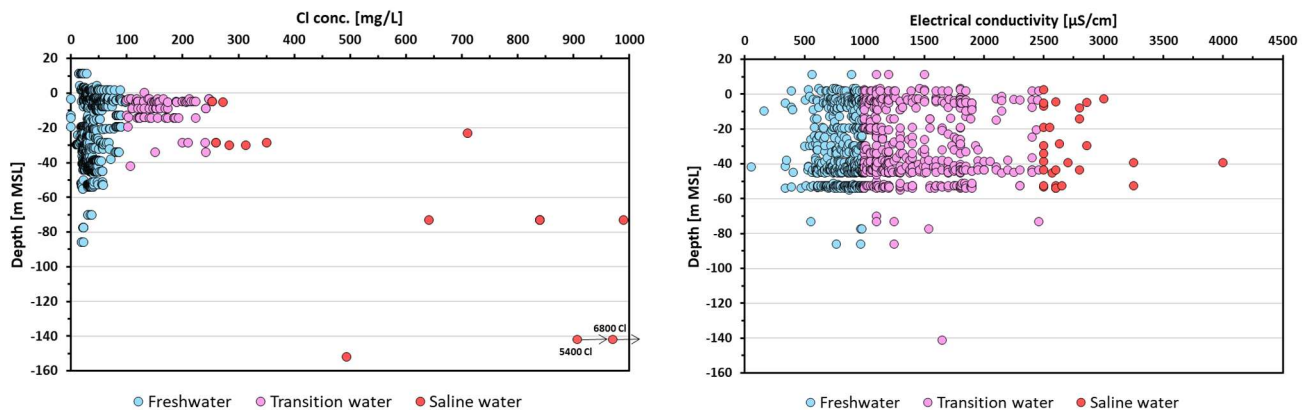 Cl conc. [mg/L]
0 100 200 300 400 500 600 700 800 900 1000
20
0
-20
-40
-60
-80
-100
-120
-140
-160
Depth [m MSL]
6800 Cl
5400 Cl
Freshwater Transition water Saline water
Electrical conductivity [µS/cm]
0 500 1000 1500 2000 2500 3000 3500 4000 4500
20
0
-20
-40
-60
-80
-100
-120
-140
-160
Depth [m MSL]
Freshwater Transition water Saline water